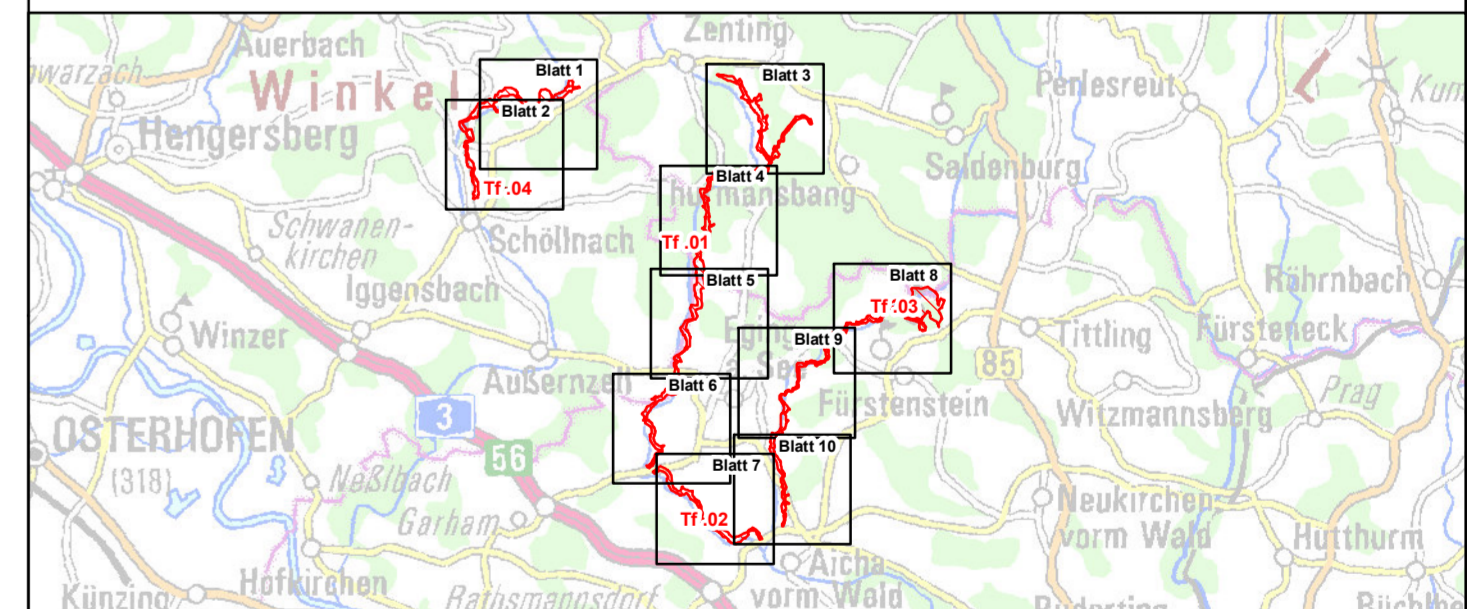 Auerbach
Zenting
warzach
Winkel
Blatt 1
Blatt 3
Perlesreut
Blatt 2
Hengersberg
Saldenburg
Tf .04
Blatt 4
Thurmansbang
Schwanen-
kirchen
Schöllnach
Tf .01
Blatt 5
Blatt 8
Röhrnbach
Iggensbach
Tf .03
Winzer
Blatt 9
Tittling
Fürsteneck
Außernzell
Blatt 6
85
Prag
3
Fürstenstein
Witzmannsberg
OSTERHOFEN
(318)
56
Blatt 10
Blatt 7
Neßlbach
Neukirchen
vorm Wald
Garham
Tf .02
Hutthurm
Aicha
vorm Wald
Hofkirchen
Künzing
Rathsmannsdorf